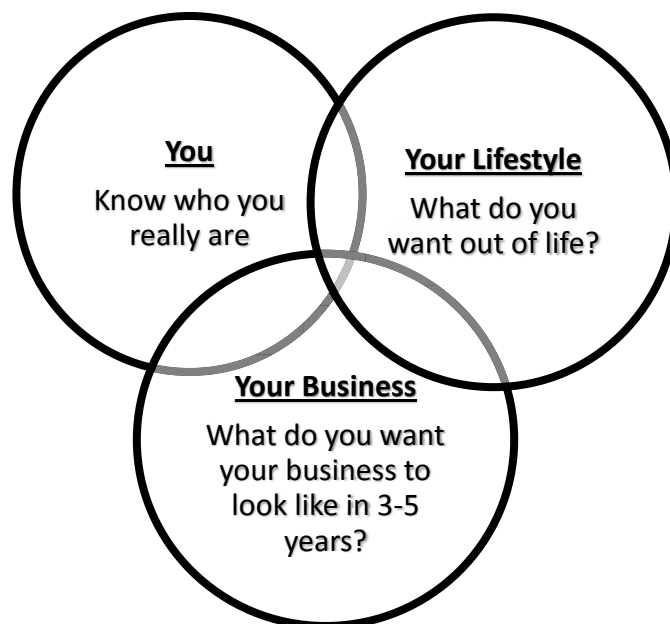 You
Know who you
really are
Your Lifestyle
What do you
want out of life?
Your Business
What do you want
your business to
look like in 3-5
years?